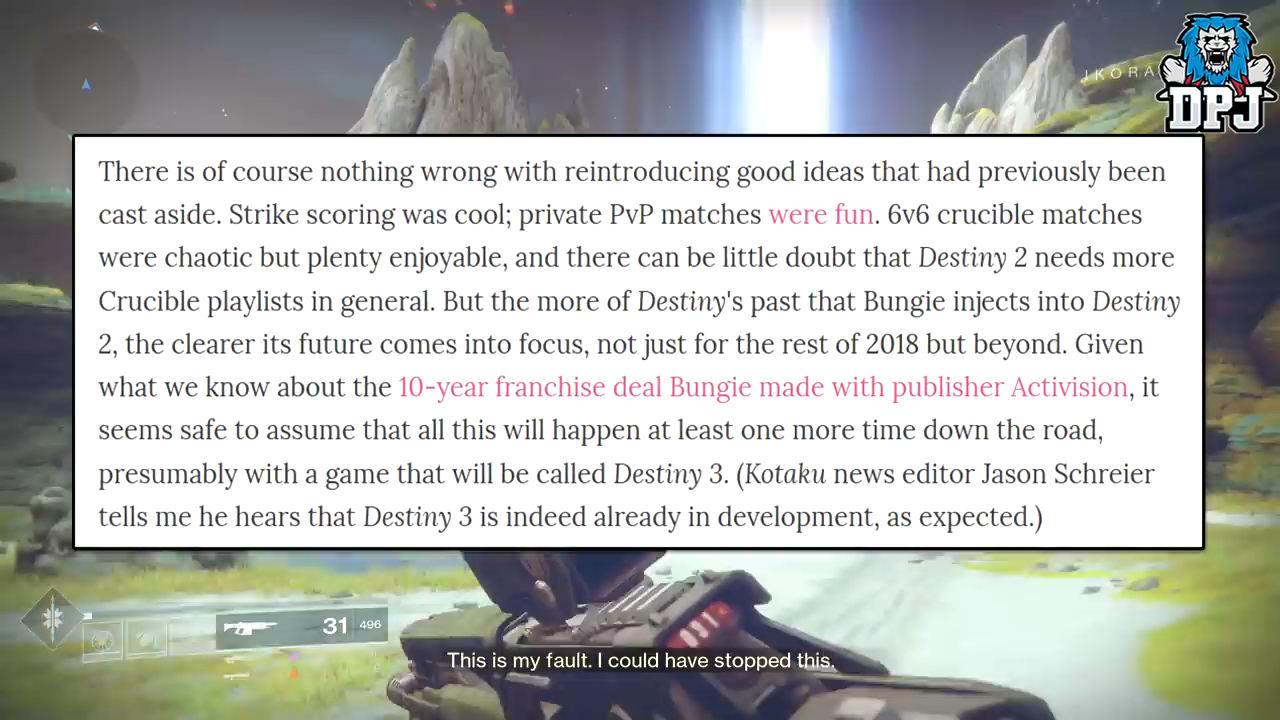 IKORA
DPJ
There is of course nothing wrong with reintroducing good ideas that had previously been
cast aside. Strike scoring was cool; private PvP matches were fun. 6v6 crucible matches
were chaotic but plenty enjoyable, and there can be little doubt that Destiny 2 needs more
Crucible playlists in general. But the more of Destiny's past that Bungie injects into Destiny
2, the clearer its future comes into focus, not just for the rest of 2018 but beyond. Given
what we know about the 10-year franchise deal Bungie made with publisher Activision, it
seems safe to assume that all this will happen at least one more time down the road,
presumably with a game that will be called Destiny 3. (Kotaku news editor Jason Schreier
tells me he hears that Destiny 3 is indeed already in development, as expected.)
31 496
This is my fault. I could have stopped this.